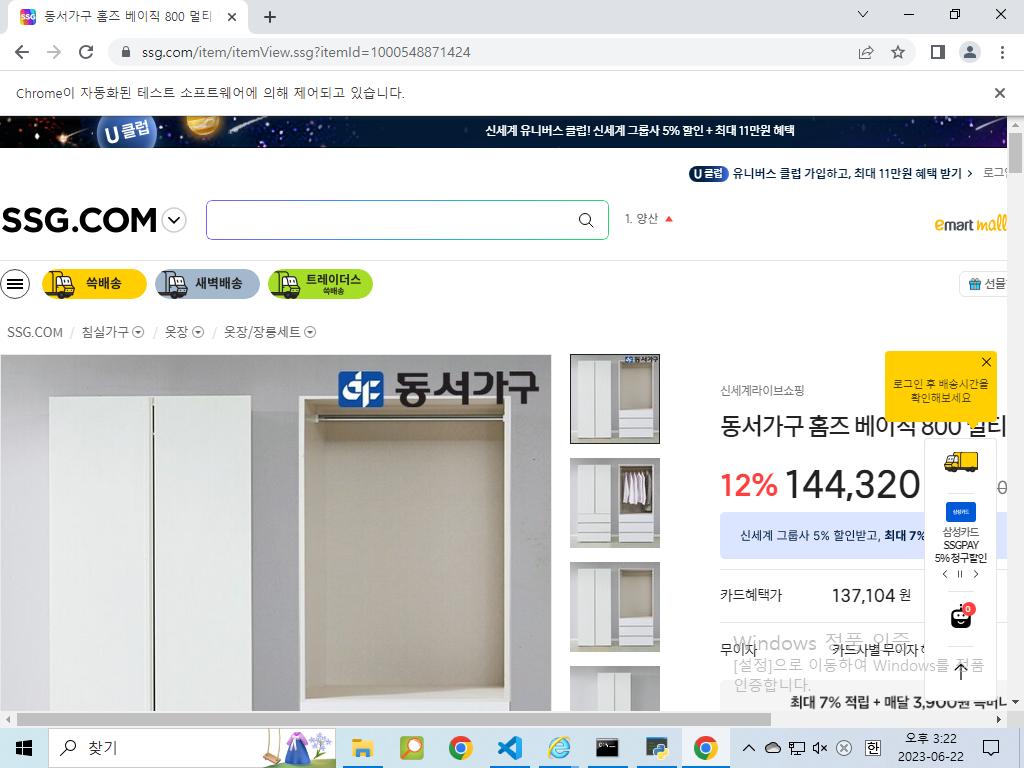 동서가구 홈즈 베이직 800 멀티
ssg.com/item/itemView.ssg?itemId=1000548871424
Chrome이 자동화된 테스트 소프트웨어에 의해 제어되고 있습니다.
U 클럽
신세계 유니버스 클럽! 신세계 그룹사 5% 할인 + 최대 11만원 혜택
U 클럽 유니버스 클럽 가입하고, 최대 11만원 혜택 받기
SSG.COM
1. 양산
emart mall
쓱배송
새벽배송
트레이더스
쓱배송
선물
SSG.COM / 침실가구 / 옷장 / 옷장/장롱세트
동서가구
동서가구
로그인 후 배송시간을
확인해보세요
신세계라이브쇼핑
동서가구 홈즈 베이직 800 멀티
12% 144,320
신세계 그룹사 5% 할인받고, 최대 7%
삼성카드
삼성카드
SSGPAY
5% 청구할인
카드혜택가 137,104 원
0
무이자 카드사별 무이자
Windows 정품 인증
[설정]으로 이동하여 Windows를 정품
인증합니다.
최대 7% 적립 + 매달 3,900원
찾기
한
오후 3:22
2023-06-22